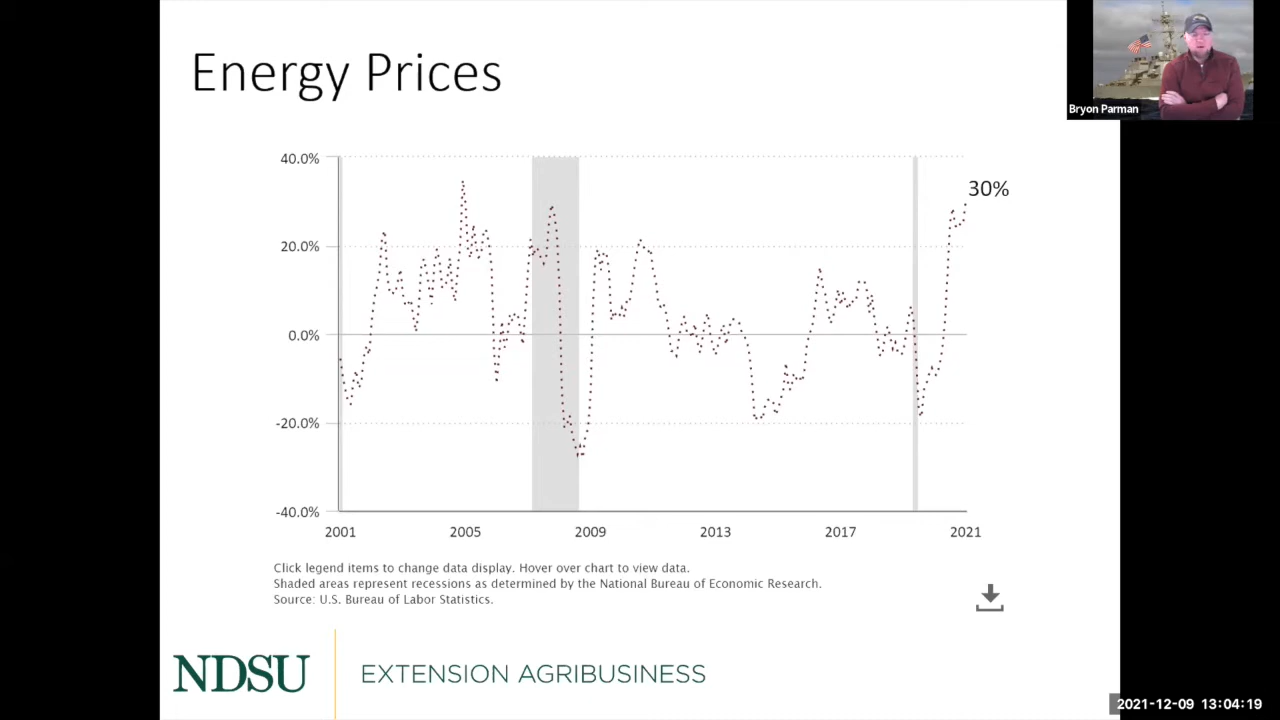 Energy Prices
Bryon Parman
40.0%
30%
20.0%
0.0%
-20.0%
-40.0%
2001 2005 2009 2013 2017 2021
Click legend items to change data display. Hover over chart to view data.
Shaded areas represent recessions as determined by the National Bureau of Economic Research.
Source: U.S. Bureau of Labor Statistics.
NDSU EXTENSION AGRIBUSINESS
2021-12-09 13:04:19